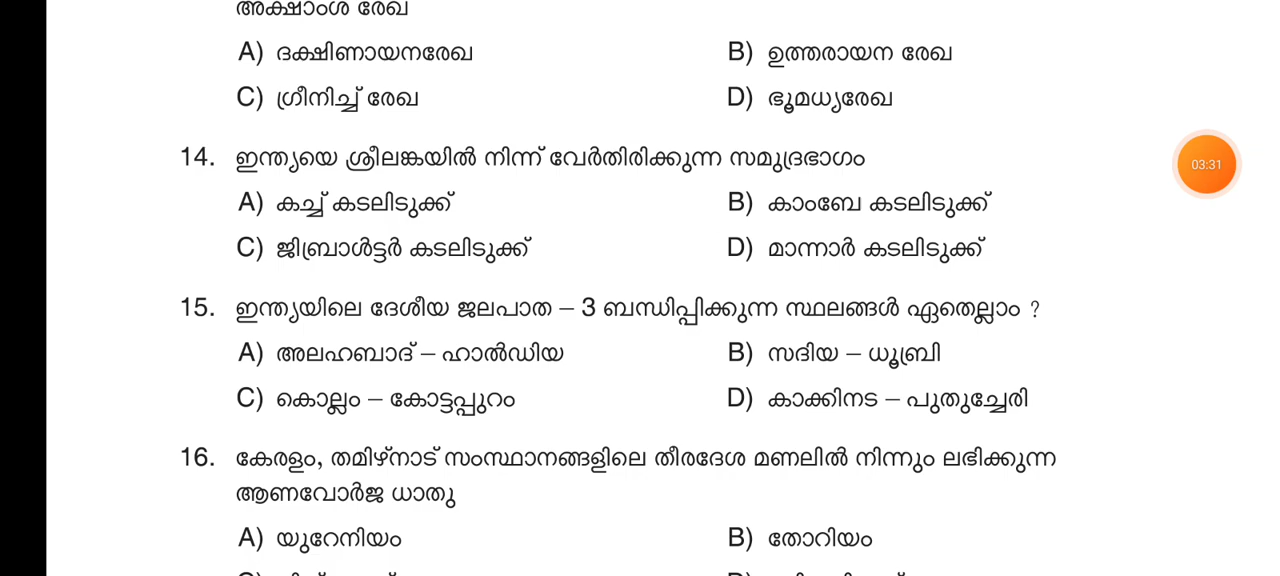 അക്ഷാംശ രേഖ
A) ദക്ഷിണായനരേഖ B) ഉത്തരായന രേഖ
C) ഗ്രീനിച്ച് രേഖ D) ഭൂമധ്യരേഖ
14. ഇന്ത്യയെ ശ്രീലങ്കയിൽ നിന്ന് വേർതിരിക്കുന്ന സമുദ്രഭാഗം
03:31
A) കച്ച് കടലിടുക്ക് B) കാംബേ കടലിടുക്ക്
C) ജിബ്രാൾട്ടർ കടലിടുക്ക് D) മാന്നാർ കടലിടുക്ക്
15. ഇന്ത്യയിലെ ദേശീയ ജലപാത – 3 ബന്ധിപ്പിക്കുന്ന സ്ഥലങ്ങൾ ഏതെല്ലാം ?
A) അലഹബാദ് – ഹാൽഡിയ B) സദിയ – ധൂബ്രി
C) കൊല്ലം – കോട്ടപ്പുറം D) കാക്കിനട – പുതുച്ചേരി
16. കേരളം, തമിഴ്നാട് സംസ്ഥാനങ്ങളിലെ തീരദേശ മണലിൽ നിന്നും ലഭിക്കുന്ന
ആണവോർജ ധാതു
A) യുറേനിയം B) തോറിയം